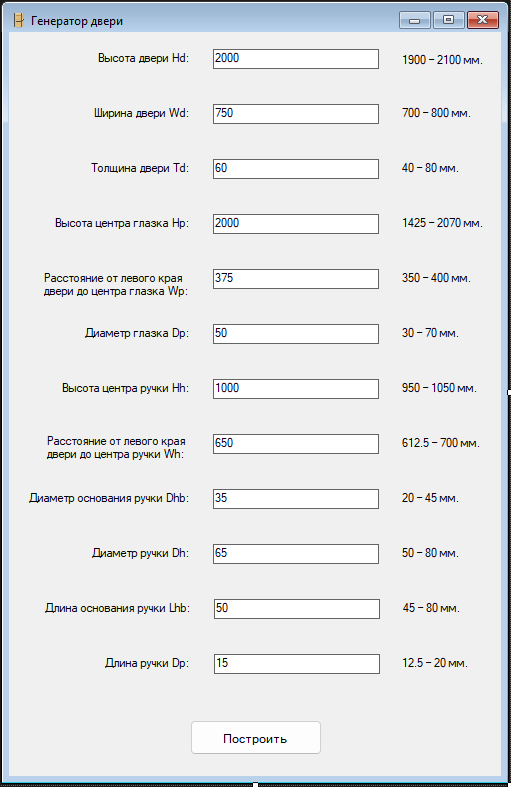 Генератор двери
Высота двери Hd: 2000 1900 – 2100 мм.
Ширина двери Wd: 750 700 – 800 мм.
Толщина двери Td: 60 40 – 80 мм.
Высота центра глазка Hp: 2000 1425 – 2070 мм.
Расстояние от левого края
двери до центра глазка Wp: 375 350 – 400 мм.
Диаметр глазка Dp: 50 30 – 70 мм.
Высота центра ручки Hh: 1000 950 – 1050 мм.
Расстояние от левого края
двери до центра ручки Wh: 650 612.5 – 700 мм.
Диаметр основания ручки Dhb: 35 20 – 45 мм.
Диаметр ручки Dh: 65 50 – 80 мм.
Длина основания ручки Lhb: 50 45 – 80 мм.
Длина ручки Dp: 15 12.5 – 20 мм.
Построить